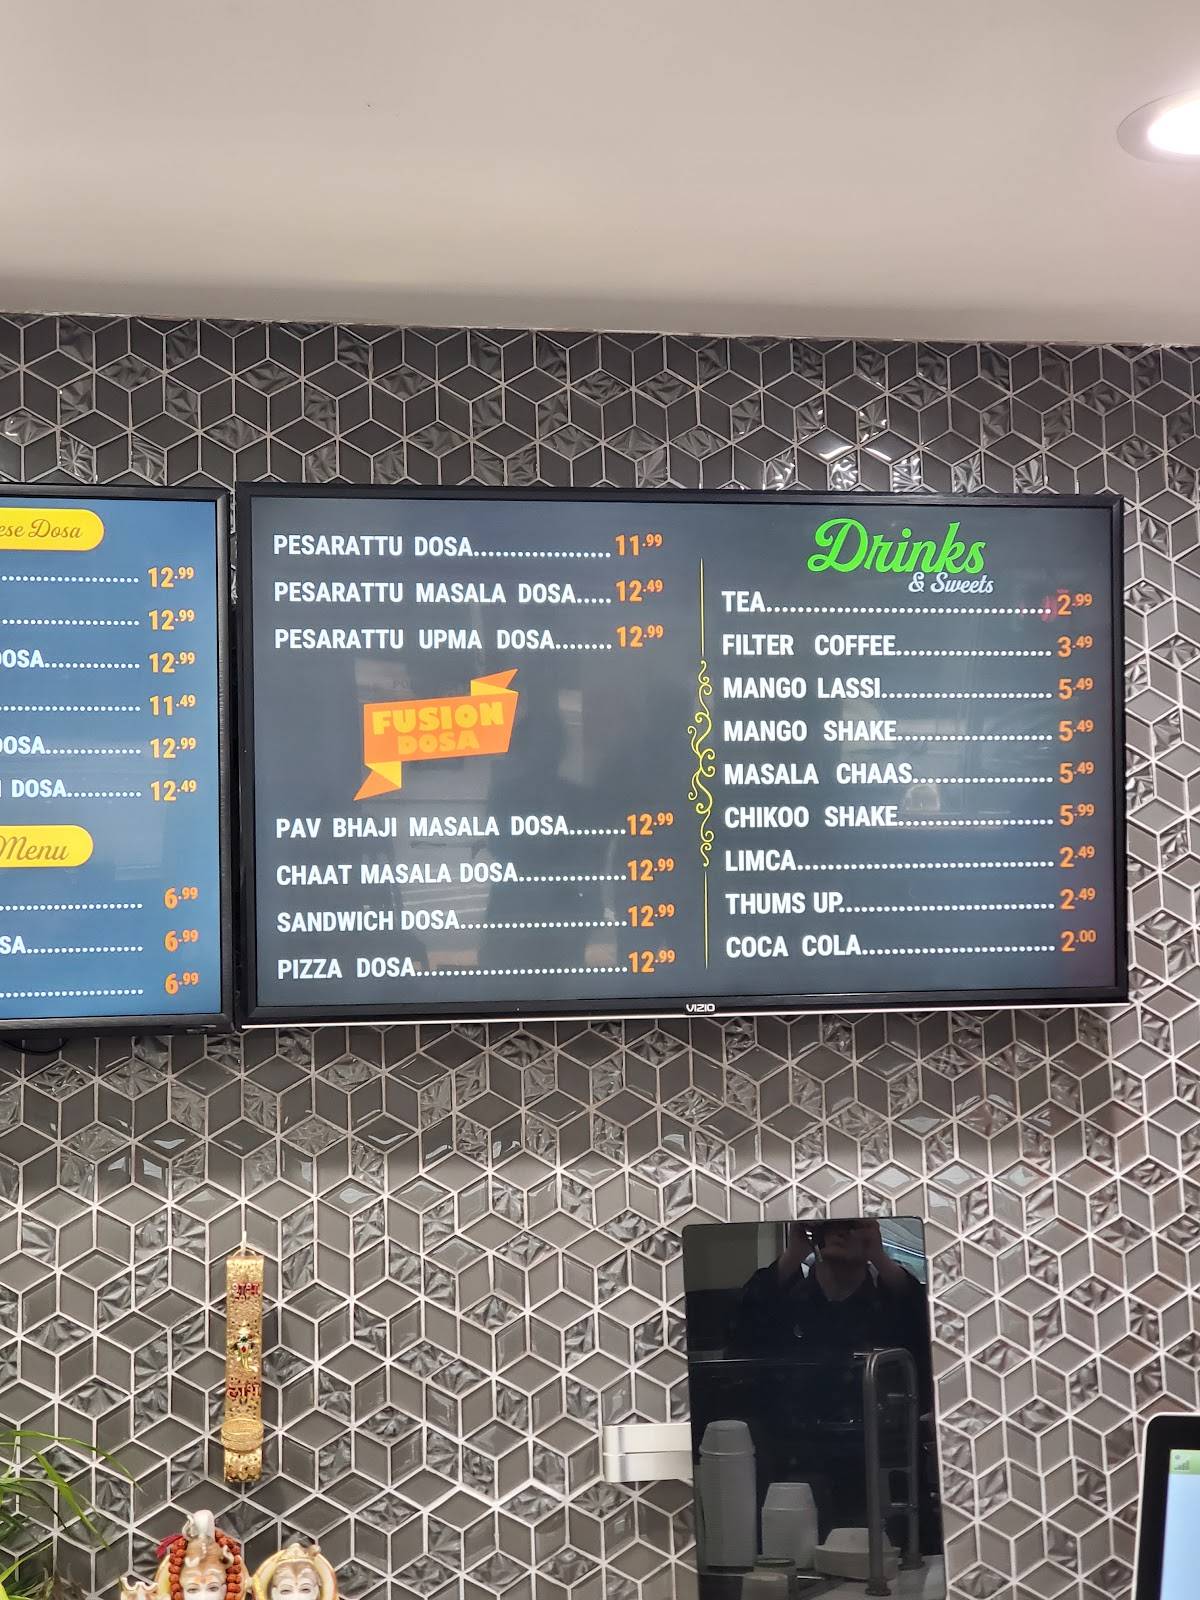 ese Dosa
12.99
12.99
OSA.............. 12.99
11.49
OSA.............. 12.99
DOSA........... 12.49
Menu
6.99
SA................. 6.99
6.99
PESARATTU DOSA................... 11.99
PESARATTU MASALA DOSA..... 12.49
PESARATTU UPMA DOSA........ 12.99
FUSION
DOSA
PAV BHAJI MASALA DOSA........ 12.99
CHAAT MASALA DOSA............... 12.99
SANDWICH DOSA....................... 12.99
PIZZA DOSA............................. 12.99
Drinks
& Sweets
TEA....................................... 2.99
FILTER COFFEE..................... 3.49
MANGO LASSI....................... 5.49
MANGO SHAKE..................... 5.49
MASALA CHAAS................... 5.49
CHIKOO SHAKE..................... 5.99
LIMCA................................... 2.49
THUMS UP............................. 2.49
COCA COLA.......................... 2.00
VIZIO